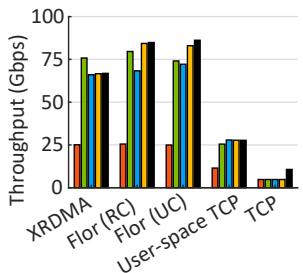 Throughput (Gbps)
100
75
50
25
0
XRDMA
Flor (RC)
Flor (UC)
User-space TCP
TCP